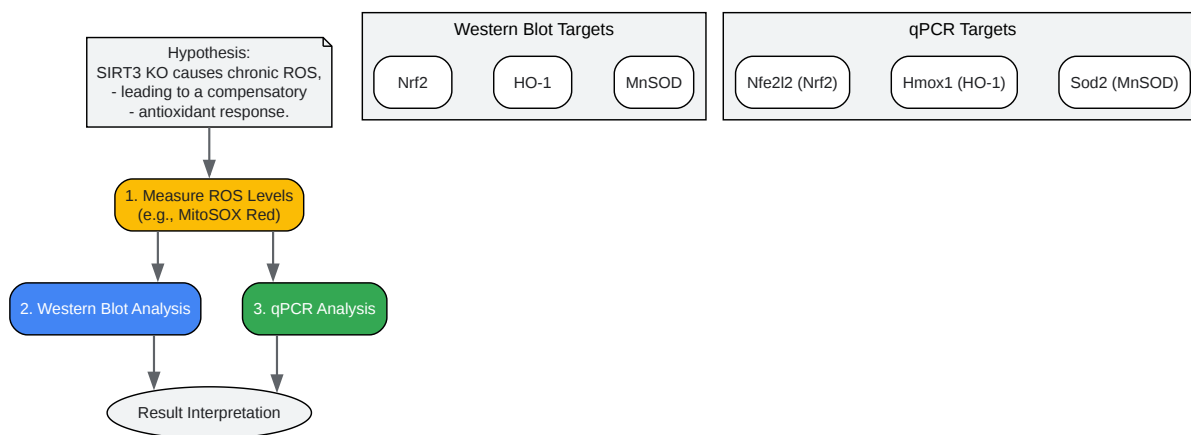 Hypothesis:
SIRT3 KO causes chronic ROS,
- leading to a compensatory
- antioxidant response.
Western Blot Targets
Nrf2
HO-1
MnSOD
qPCR Targets
Nfe2l2 (Nrf2)
Hmox1 (HO-1)
Sod2 (MnSOD)
1. Measure ROS Levels
(e.g., MitoSOX Red)
2. Western Blot Analysis
3. qPCR Analysis
Result Interpretation